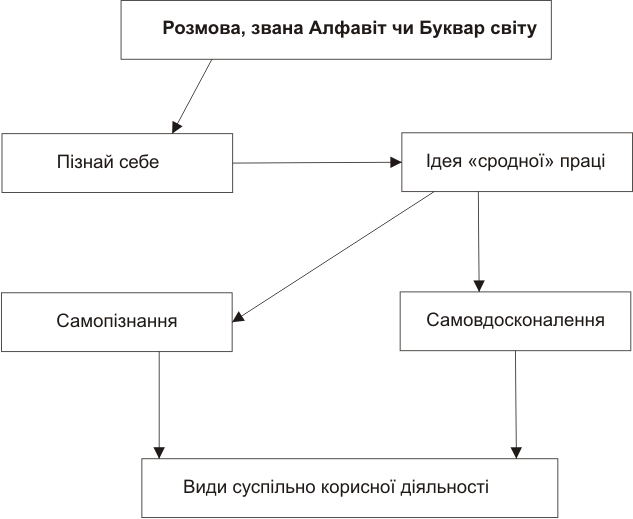 Розмова, звана Алфавіт чи Буквар світу
Пізнай себе
Ідея «сродної» праці
Самопізнання
Самовдосконалення
Види суспільно корисної діяльності